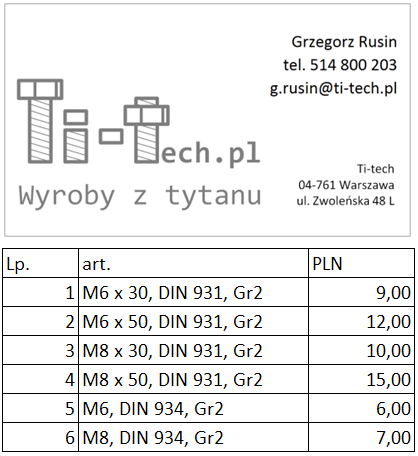 Grzegorz Rusin
tel. 514 800 203
g.rusin@ti-tech.pl
Ti-Tech.pl
Wyroby z tytanu
Ti-tech
04-761 Warszawa
ul. Zwoleńska 48 L
Lp. art. PLN
1 M6 x 30, DIN 931, Gr2 9,00
2 M6 x 50, DIN 931, Gr2 12,00
3 M8 x 30, DIN 931, Gr2 10,00
4 M8 x 50, DIN 931, Gr2 15,00
5 M6, DIN 934, Gr2 6,00
6 M8, DIN 934, Gr2 7,00